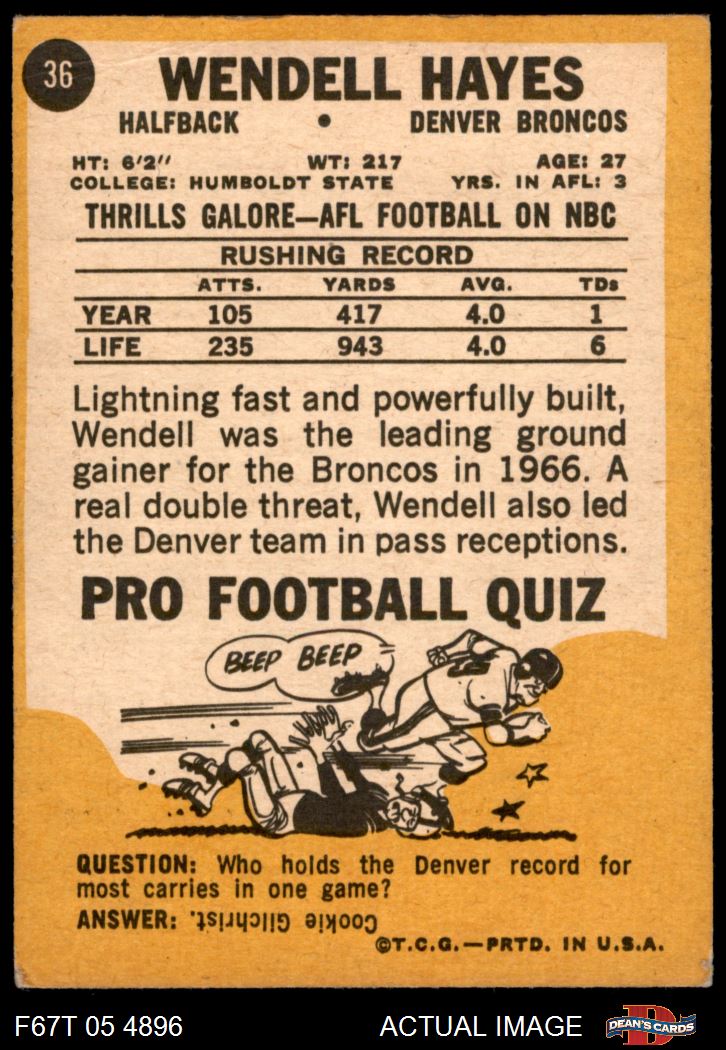 36
WENDELL HAYES
HALFBACK • DENVER BRONCOS
HT: 6'2" WT: 217 AGE: 27
COLLEGE: HUMBOLDT STATE YRS. IN AFL: 3
THRILLS GALORE—AFL FOOTBALL ON NBC
RUSHING RECORD
ATTS. YARDS AVG. TDs
YEAR 105 417 4.0 1
LIFE 235 943 4.0 6
Lightning fast and powerfully built,
Wendell was the leading ground
gainer for the Broncos in 1966. A
real double threat, Wendell also led
the Denver team in pass receptions.
PRO FOOTBALL QUIZ
BEEP BEEP
QUESTION: Who holds the Denver record for
most carries in one game?
ANSWER: Cookie Gilchrist.
©T.C.G.—PRTD. IN U.S.A.
F67T 05 4896 ACTUAL IMAGE
D
DEAN'S CARDS